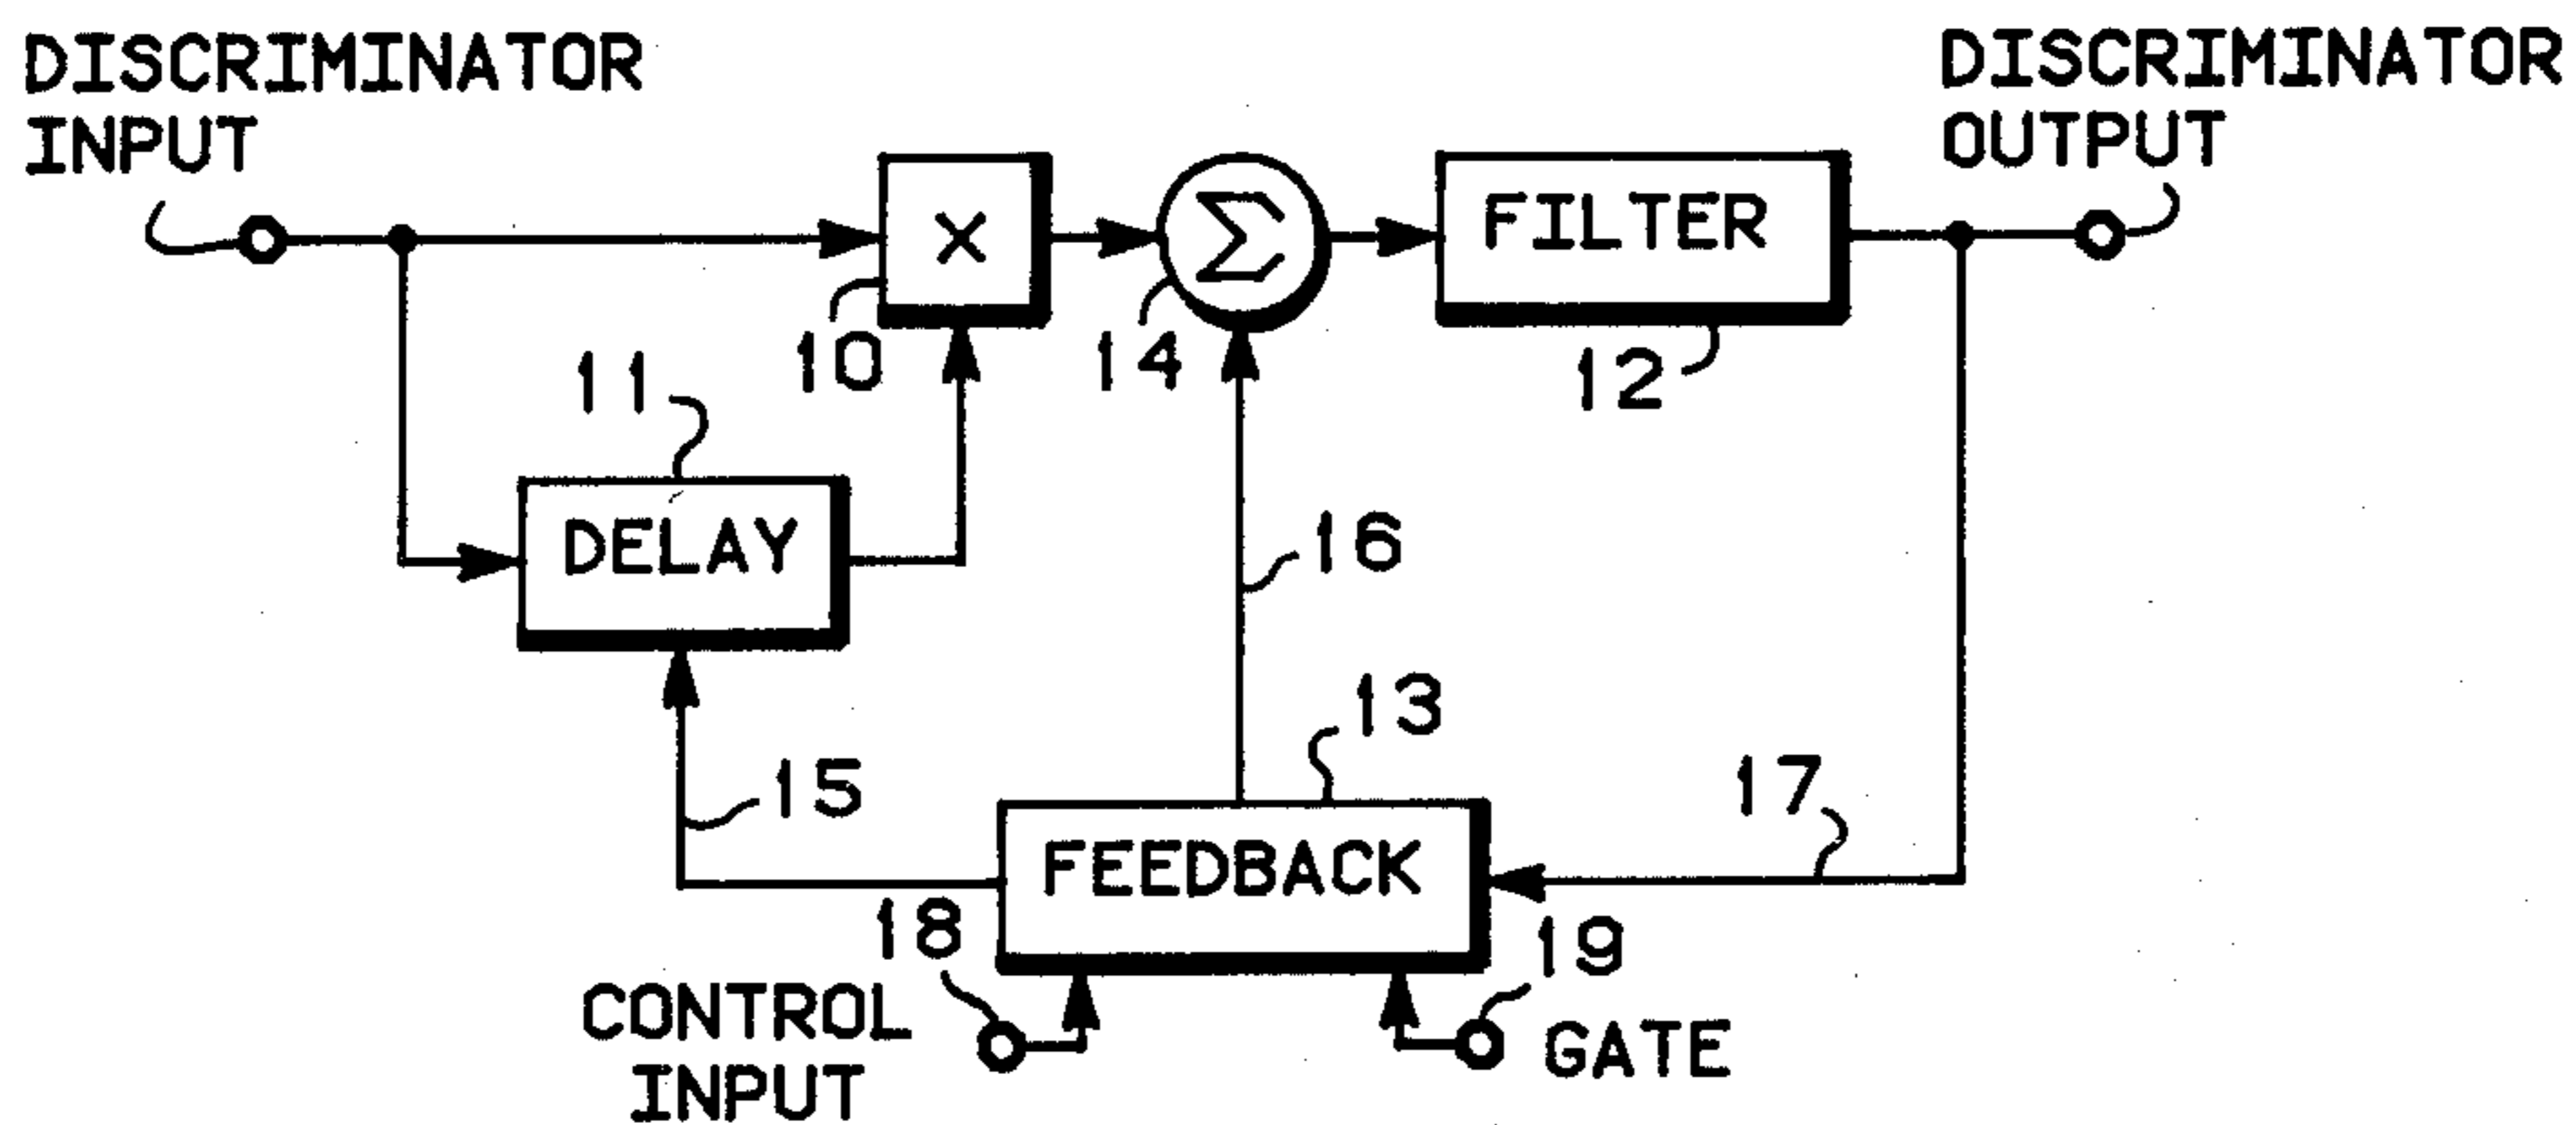 DISCRIMINATOR
INPUT
DISCRIMINATOR
OUTPUT
×
Σ
FILTER
10
14
12
11
DELAY
16
13
15
17
FEEDBACK
18
19
CONTROL
INPUT
GATE